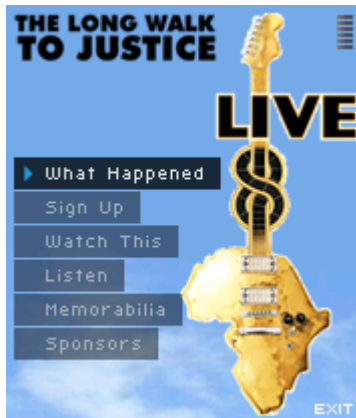 THE LONG WALK
TO JUSTICE
LIVE
8
What Happened
Sign Up
Watch This
Listen
Memorabilia
Sponsors
EXIT